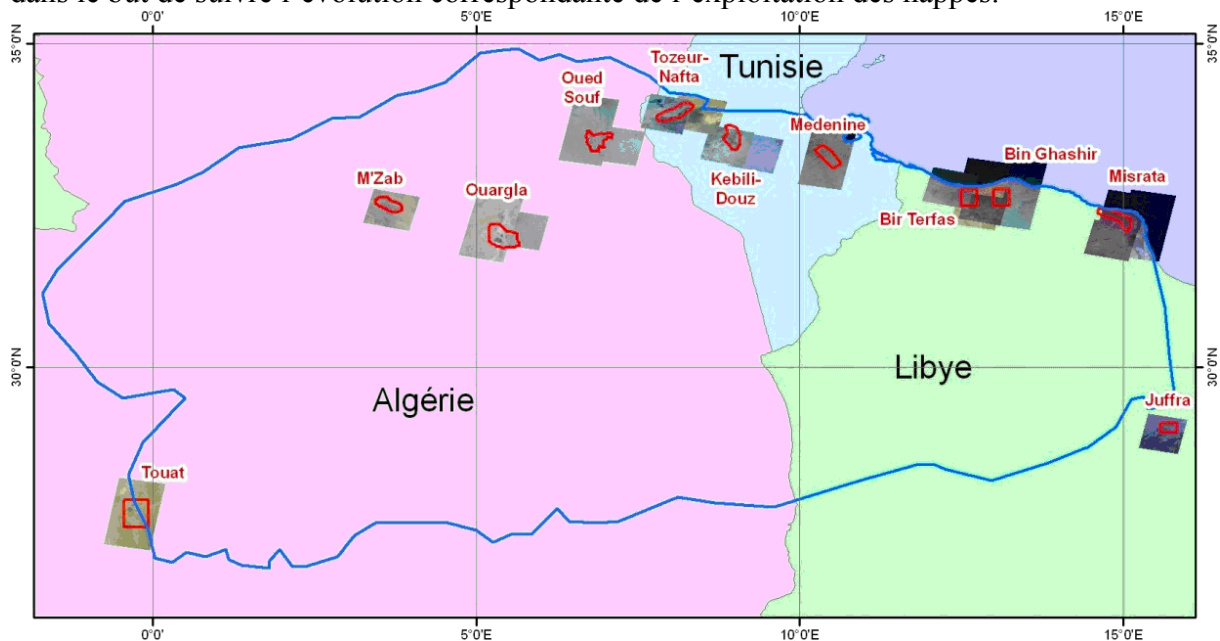 dans le but de suivre l'évolution correspondante de l'exploitation des nappes.
0°0'
5°0'E
10°0'E
15°0'E
35°0'N
35°0'N
Tozeur-
Nafta
Tunisie
Oued
Souf
Medenine
Bin Ghashir
Misrata
M'Zab
Ouargla
Kebili-
Douz
Bir Terfas
30°0'N
30°0'N
Libye
Algérie
Juffra
Touat
0°0'
5°0'E
10°0'E
15°0'E